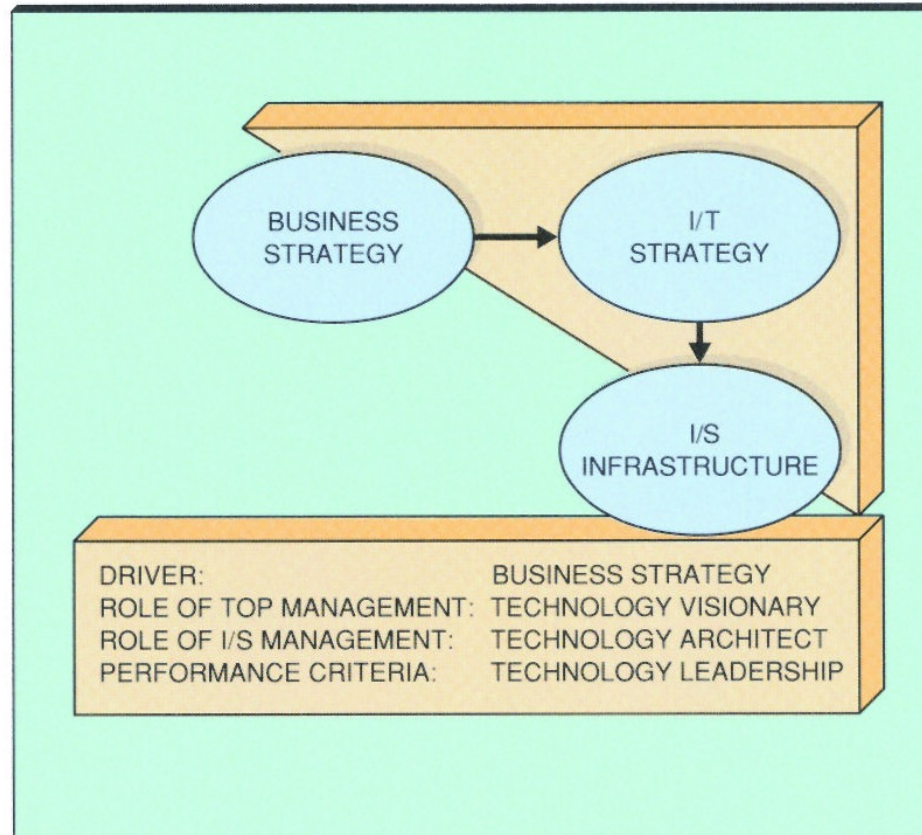 BUSINESS
STRATEGY
I/T
STRATEGY
I/S
INFRASTRUCTURE
DRIVER: BUSINESS STRATEGY
ROLE OF TOP MANAGEMENT: TECHNOLOGY VISIONARY
ROLE OF I/S MANAGEMENT: TECHNOLOGY ARCHITECT
PERFORMANCE CRITERIA: TECHNOLOGY LEADERSHIP